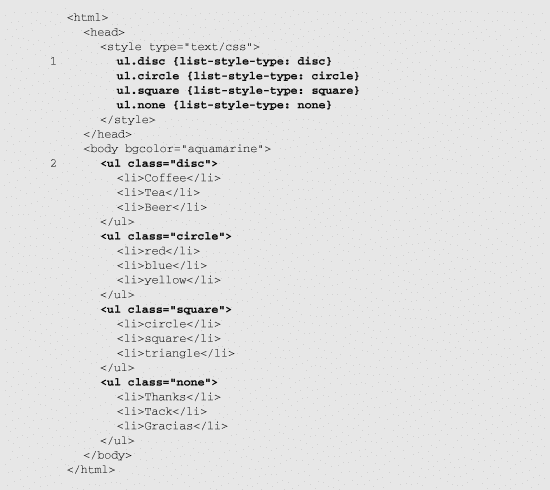 <html>
<head>
<style type="text/css">
1 ul.disc {list-style-type: disc}
ul.circle {list-style-type: circle}
ul.square {list-style-type: square}
ul.none {list-style-type: none}
</style>
</head>
<body bgcolor="aquamarine">
2 <ul class="disc">
<li>Coffee</li>
<li>Tea</li>
<li>Beer</li>
</ul>
<ul class="circle">
<li>red</li>
<li>blue</li>
<li>yellow</li>
</ul>
<ul class="square">
<li>circle</li>
<li>square</li>
<li>triangle</li>
</ul>
<ul class="none">
<li>Thanks</li>
<li>Tack</li>
<li>Gracias</li>
</ul>
</body>
</html>